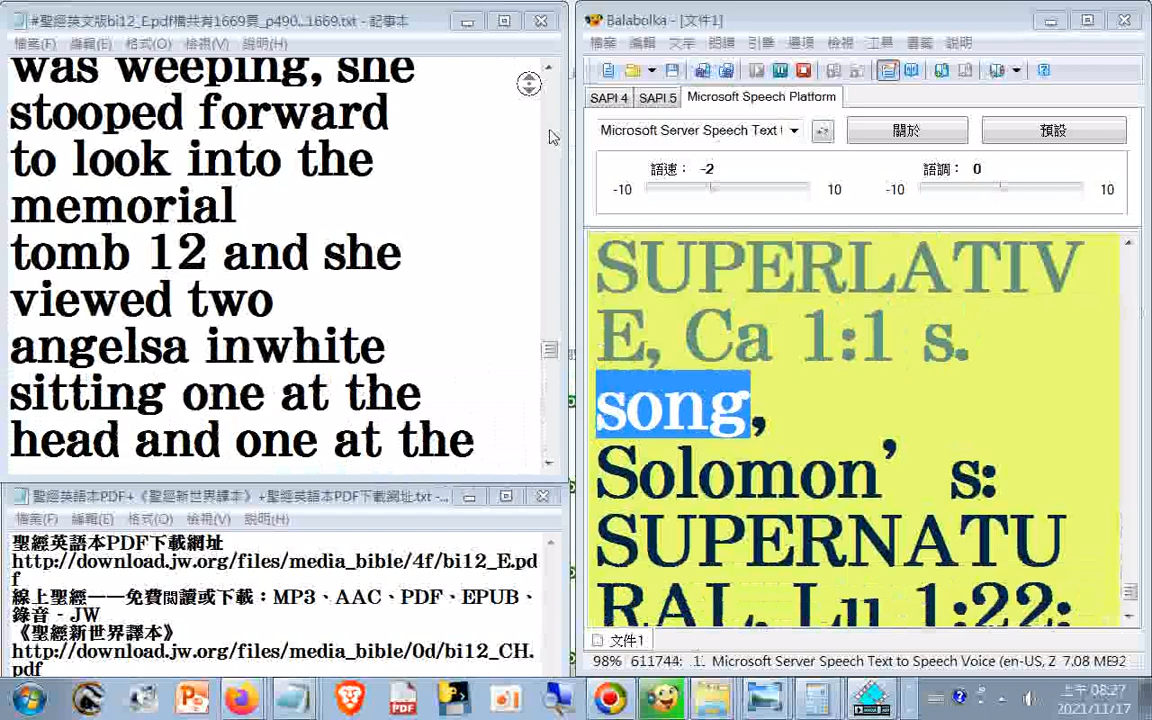 #聖經英文版bi12_E.pdf檔共有1669頁_p490...1669.txt - 記事本
檔案(F) 編輯(E) 格式(O) 檢視(V) 說明(H)
was weeping, she
stooped forward
to look into the
memorial
tomb 12 and she
viewed two
angelsa inwhite
sitting one at the
head and one at the
聖經英語本PDF+《聖經新世界譯本》+聖經英語本PDF下載網址.txt - ...
檔案(F) 編輯(E) 格式(O) 檢視(V) 說明(H)
聖經英語本PDF下載網址
http://download.jw.org/files/media_bible/4f/bi12_E.pd
f
線上聖經——免費閱讀或下載：MP3、AAC、PDF、EPUB、
錄音 - JW
《聖經新世界譯本》
http://download.jw.org/files/media_bible/0d/bi12_CH.
pdf
Balabolka - [文件1]
檔案 編輯 文字 朗讀 引擎 選項 檢視 工具 書籤 說明
SAPI 4 SAPI 5 Microsoft Speech Platform
Microsoft Server Speech Text 關於 預設
語速： -2 語調： 0
-10 10 -10 10
SUPERLATIV
E, Ca 1:1 s.
song,
Solomon’ s:
SUPERNATU
RAL, Lu 1:22;
文件1
98% 611744: Microsoft Server Speech Text to Speech Voice (en-US, Z 7.08 ME92
上午 08:27
2021/11/17